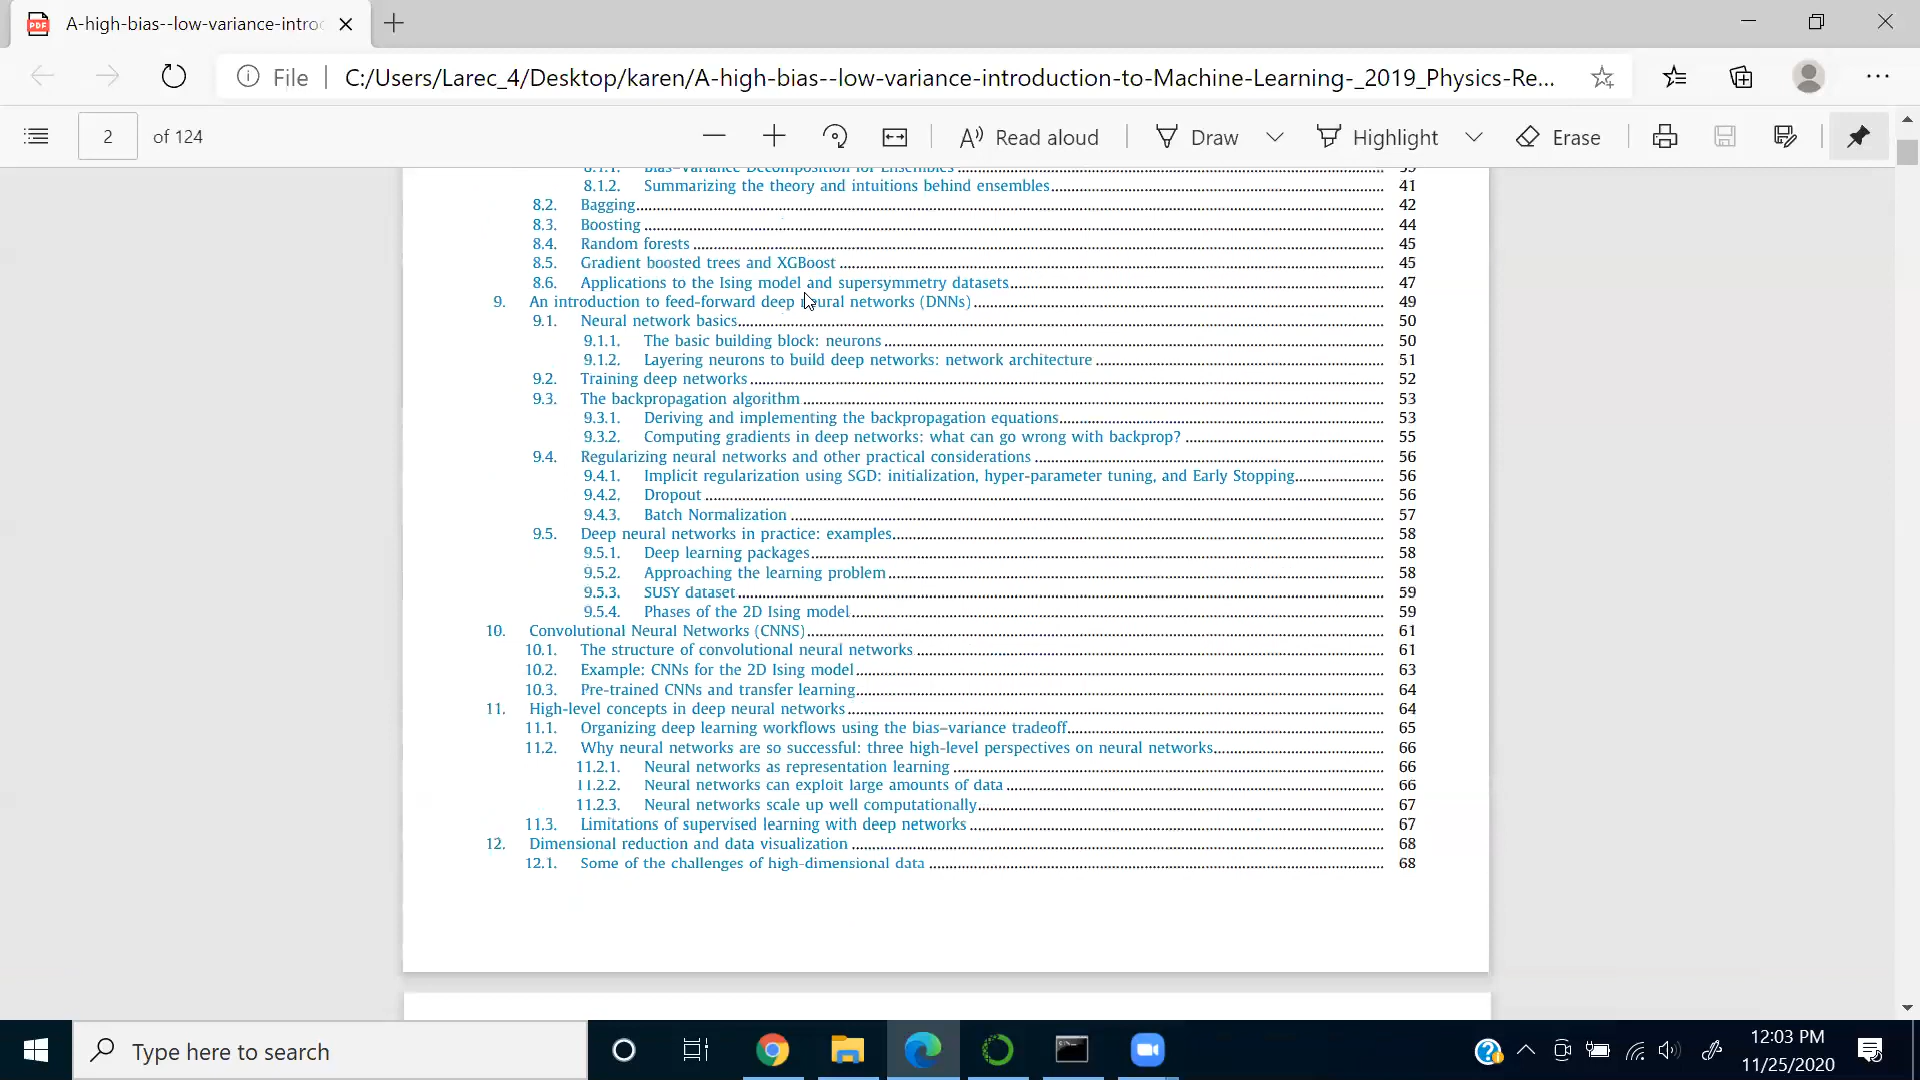 A-high-bias--low-variance-introd
File
C:/Users/Larec_4/Desktop/karen/A-high-bias--low-variance-introduction-to-Machine-Learning-_2019_Physics-Re...
2 of 124
Read aloud
Draw
Highlight
Erase
8.1.1. Bias–Variance Decomposition for Ensembles 39
8.1.2. Summarizing the theory and intuitions behind ensembles 41
8.2. Bagging 42
8.3. Boosting 44
8.4. Random forests 45
8.5. Gradient boosted trees and XGBoost 45
8.6. Applications to the Ising model and supersymmetry datasets 47
9. An introduction to feed-forward deep neural networks (DNNs) 49
9.1. Neural network basics 50
9.1.1. The basic building block: neurons 50
9.1.2. Layering neurons to build deep networks: network architecture 51
9.2. Training deep networks 52
9.3. The backpropagation algorithm 53
9.3.1. Deriving and implementing the backpropagation equations 53
9.3.2. Computing gradients in deep networks: what can go wrong with backprop? 55
9.4. Regularizing neural networks and other practical considerations 56
9.4.1. Implicit regularization using SGD: initialization, hyper-parameter tuning, and Early Stopping 56
9.4.2. Dropout 56
9.4.3. Batch Normalization 57
9.5. Deep neural networks in practice: examples 58
9.5.1. Deep learning packages 58
9.5.2. Approaching the learning problem 58
9.5.3. SUSY dataset 59
9.5.4. Phases of the 2D Ising model 59
10. Convolutional Neural Networks (CNNS) 61
10.1. The structure of convolutional neural networks 61
10.2. Example: CNNs for the 2D Ising model 63
10.3. Pre-trained CNNs and transfer learning 64
11. High-level concepts in deep neural networks 64
11.1. Organizing deep learning workflows using the bias–variance tradeoff 65
11.2. Why neural networks are so successful: three high-level perspectives on neural networks 66
11.2.1. Neural networks as representation learning 66
11.2.2. Neural networks can exploit large amounts of data 66
11.2.3. Neural networks scale up well computationally 67
11.3. Limitations of supervised learning with deep networks 67
12. Dimensional reduction and data visualization 68
12.1. Some of the challenges of high-dimensional data 68
Type here to search
12:03 PM
11/25/2020